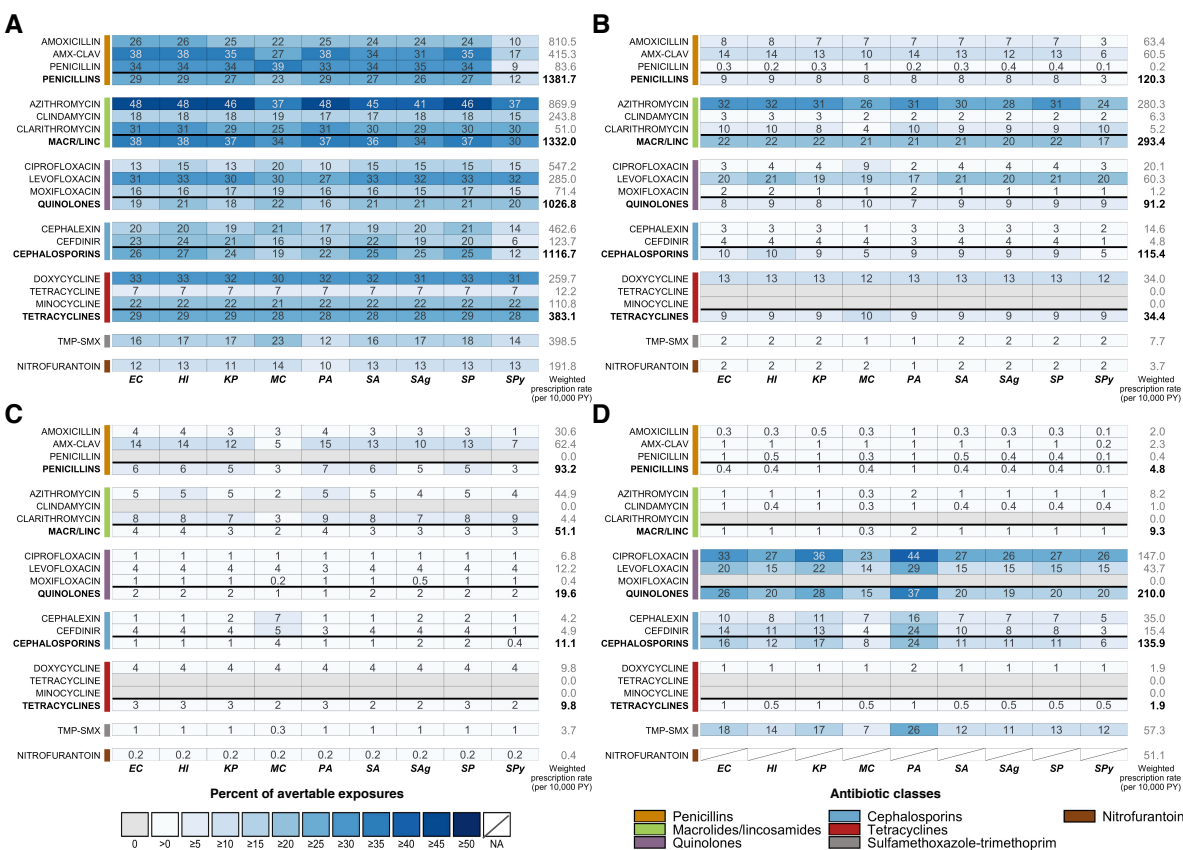 A
AMOXICILLIN 26 26 25 22 25 24 24 24 10 810.5
AMX-CLAV 38 38 35 27 38 34 31 35 17 415.3
PENICILLIN 34 34 34 39 33 34 35 34 9 83.6
PENICILLINS 29 29 27 23 29 27 26 27 12 1381.7
AZITHROMYCIN 48 48 46 37 48 45 41 46 37 869.9
CLINDAMYCIN 18 18 18 19 17 17 18 18 15 243.8
CLARITHROMYCIN 31 31 29 25 31 30 29 30 30 51.0
MACR/LINC 38 38 37 34 37 36 34 37 30 1332.0
CIPROFLOXACIN 13 15 13 20 10 15 15 15 15 547.2
LEVOFLOXACIN 31 33 30 30 27 33 32 33 32 285.0
MOXIFLOXACIN 16 16 17 19 16 16 15 17 15 71.4
QUINOLONES 19 21 18 22 16 21 21 21 20 1026.8
CEPHALEXIN 20 20 19 21 17 19 20 21 14 462.6
CEFDINIR 23 24 21 16 19 22 19 20 6 123.7
CEPHALOSPORINS 26 27 24 19 22 25 25 25 12 1116.7
DOXYCYCLINE 33 33 32 30 32 32 31 33 31 259.7
TETRACYCLINE 7 7 7 7 7 7 7 7 7 12.2
MINOCYCLINE 22 22 22 21 22 22 22 22 22 110.8
TETRACYCLINES 29 29 29 28 28 28 29 29 28 383.1
TMP-SMX 16 17 17 23 12 16 17 18 14 398.5
NITROFURANTOIN 12 13 11 14 10 13 13 13 13 191.8
EC HI KP MC PA SA SAg SP SPy
Weighted
prescription rate
(per 10,000 PY)
B
AMOXICILLIN 8 8 7 7 7 7 7 7 3 63.4
AMX-CLAV 14 14 13 10 14 13 12 13 6 60.5
PENICILLIN 0.3 0.2 0.3 1 0.2 0.3 0.4 0.4 0.1 0.2
PENICILLINS 9 9 8 8 8 8 8 8 3 120.3
AZITHROMYCIN 32 32 31 26 31 30 28 31 24 280.3
CLINDAMYCIN 3 3 3 2 2 2 2 2 2 6.3
CLARITHROMYCIN 10 10 8 4 10 9 9 9 10 5.2
MACR/LINC 22 22 22 21 21 21 20 22 17 293.4
CIPROFLOXACIN 3 4 4 9 2 4 4 4 3 20.1
LEVOFLOXACIN 20 21 19 19 17 21 20 21 20 60.3
MOXIFLOXACIN 2 2 1 1 2 1 1 1 1 1.2
QUINOLONES 8 9 8 10 7 9 9 9 9 91.2
CEPHALEXIN 3 3 3 1 3 3 3 3 2 14.6
CEFDINIR 4 4 4 4 3 4 4 4 1 4.8
CEPHALOSPORINS 10 10 9 5 9 9 9 9 5 115.4
DOXYCYCLINE 13 13 13 12 13 13 13 13 12 34.0
TETRACYCLINE 0.0
MINOCYCLINE 0.0
TETRACYCLINES 9 9 9 10 9 9 9 9 9 34.4
TMP-SMX 2 2 2 1 1 2 2 2 2 7.7
NITROFURANTOIN 2 2 2 2 1 2 2 2 2 3.7
EC HI KP MC PA SA SAg SP SPy
Weighted
prescription rate
(per 10,000 PY)
C
AMOXICILLIN 4 4 3 3 4 3 3 3 1 30.6
AMX-CLAV 14 14 12 5 15 13 10 13 7 62.4
PENICILLIN 0.0
PENICILLINS 6 6 5 3 7 6 5 5 3 93.2
AZITHROMYCIN 5 5 5 2 5 5 4 5 4 44.9
CLINDAMYCIN 0.0
CLARITHROMYCIN 8 8 7 3 9 8 7 8 9 4.4
MACR/LINC 4 4 3 2 4 3 3 3 3 51.1
CIPROFLOXACIN 1 1 1 1 1 1 1 1 1 6.8
LEVOFLOXACIN 4 4 4 4 3 4 4 4 4 12.2
MOXIFLOXACIN 1 1 1 0.2 1 1 0.5 1 1 0.4
QUINOLONES 2 2 2 1 1 2 2 2 2 19.6
CEPHALEXIN 1 1 2 7 1 1 2 2 1 4.2
CEFDINIR 4 4 4 5 3 4 4 4 1 4.9
CEPHALOSPORINS 1 1 1 4 1 1 2 2 0.4 11.1
DOXYCYCLINE 4 4 4 4 4 4 4 4 4 9.8
TETRACYCLINE 0.0
MINOCYCLINE 0.0
TETRACYCLINES 3 3 3 2 3 2 2 3 2 9.8
TMP-SMX 1 1 1 0.3 1 1 1 1 1 3.7
NITROFURANTOIN 0.2 0.2 0.2 0.2 0.2 0.2 0.2 0.2 0.2 0.4
EC HI KP MC PA SA SAg SP SPy
Weighted
prescription rate
(per 10,000 PY)
D
AMOXICILLIN 0.3 0.3 0.5 0.3 1 0.3 0.3 0.3 0.1 2.0
AMX-CLAV 1 1 1 1 1 1 1 1 0.2 2.3
PENICILLIN 1 0.5 1 0.3 1 0.5 0.4 0.4 0.1 0.4
PENICILLINS 0.4 0.4 1 0.4 1 0.4 0.4 0.4 0.1 4.8
AZITHROMYCIN 1 1 1 0.3 2 1 1 1 1 8.2
CLINDAMYCIN 1 0.4 1 0.3 1 0.4 0.4 0.4 0.4 1.0
CLARITHROMYCIN 0.0
MACR/LINC 1 1 1 0.3 2 1 1 1 1 9.3
CIPROFLOXACIN 33 27 36 23 44 27 26 27 26 147.0
LEVOFLOXACIN 20 15 22 14 29 15 15 15 15 43.7
MOXIFLOXACIN 0.0
QUINOLONES 26 20 28 15 37 20 19 20 20 210.0
CEPHALEXIN 10 8 11 7 16 7 7 7 5 35.0
CEFDINIR 14 11 13 4 24 10 8 8 3 15.4
CEPHALOSPORINS 16 12 17 8 24 11 11 11 6 135.9
DOXYCYCLINE 1 1 1 1 2 1 1 1 1 1.9
TETRACYCLINE 0.0
MINOCYCLINE 0.0
TETRACYCLINES 1 0.5 1 0.5 1 0.5 0.5 0.5 0.5 1.9
TMP-SMX 18 14 17 7 26 12 11 13 12 57.3
NITROFURANTOIN 51.1
EC HI KP MC PA SA SAg SP SPy
Weighted
prescription rate
(per 10,000 PY)
Percent of avertable exposures
0 >0 ≥5 ≥10 ≥15 ≥20 ≥25 ≥30 ≥35 ≥40 ≥45 ≥50 NA
Antibiotic classes
Penicillins Cephalosporins Nitrofurantoin
Macrolides/lincosamides Tetracyclines
Quinolones Sulfamethoxazole-trimethoprim